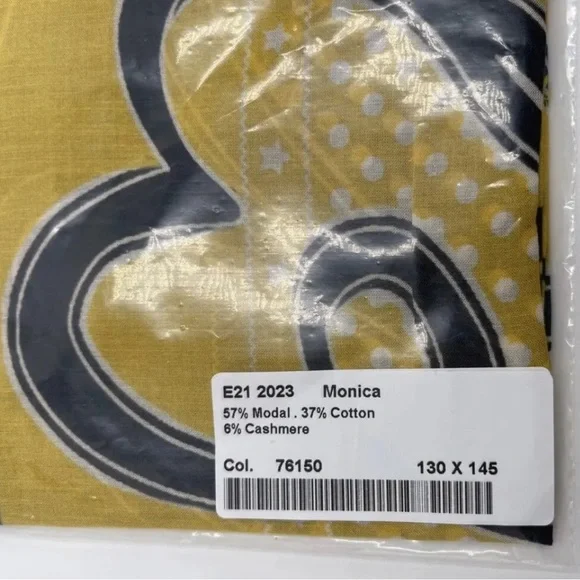 E21 2023 Monica
57% Modal . 37% Cotton
6% Cashmere
Col. 76150 130 X 145